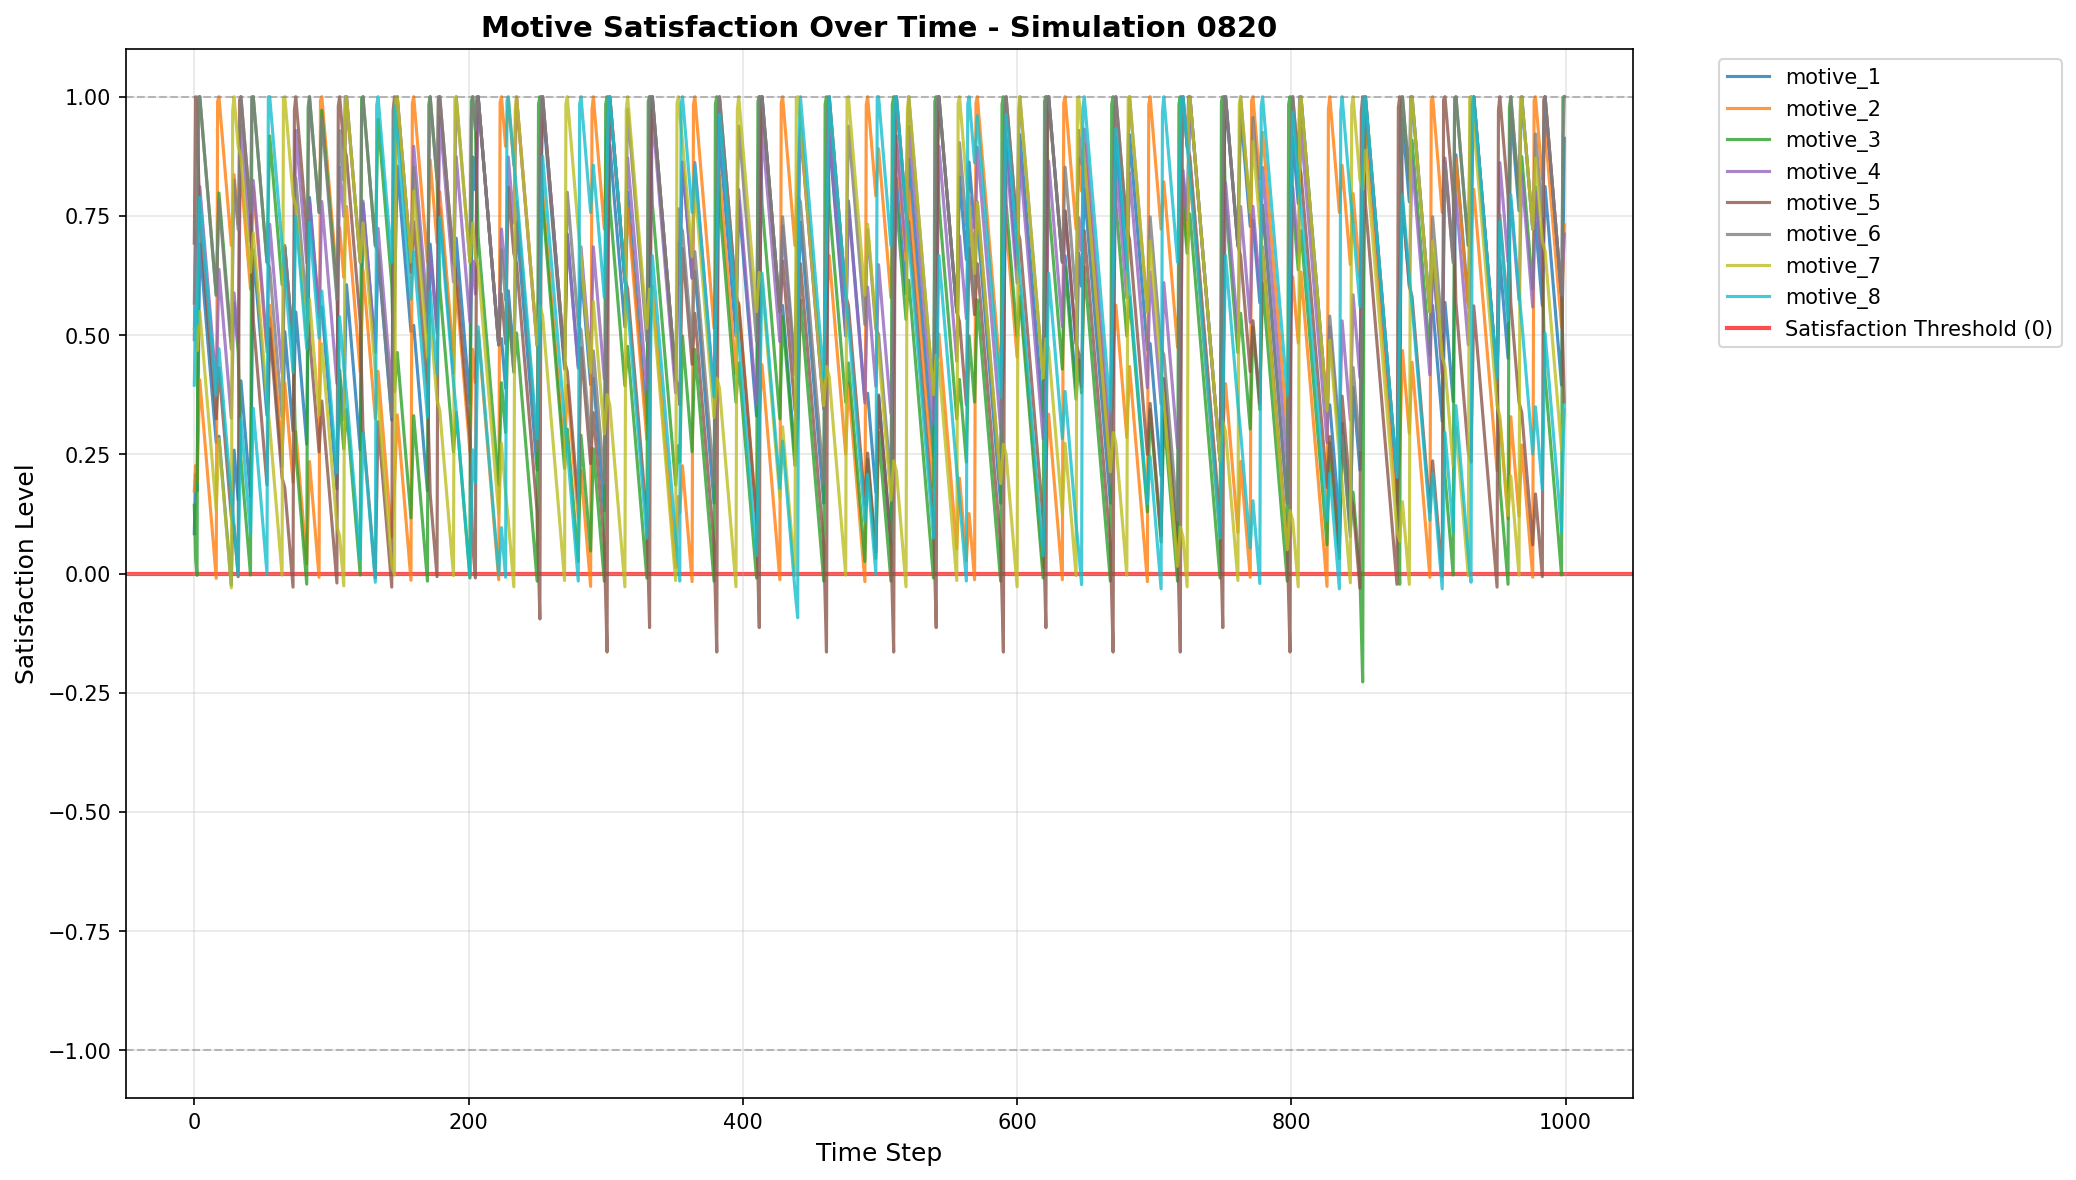 Motive Satisfaction Over Time - Simulation 0820
Satisfaction Level
1.00
0.75
0.50
0.25
0.00
−0.25
−0.50
−0.75
−1.00
0
200
400
600
800
1000
Time Step
motive_1
motive_2
motive_3
motive_4
motive_5
motive_6
motive_7
motive_8
Satisfaction Threshold (0)